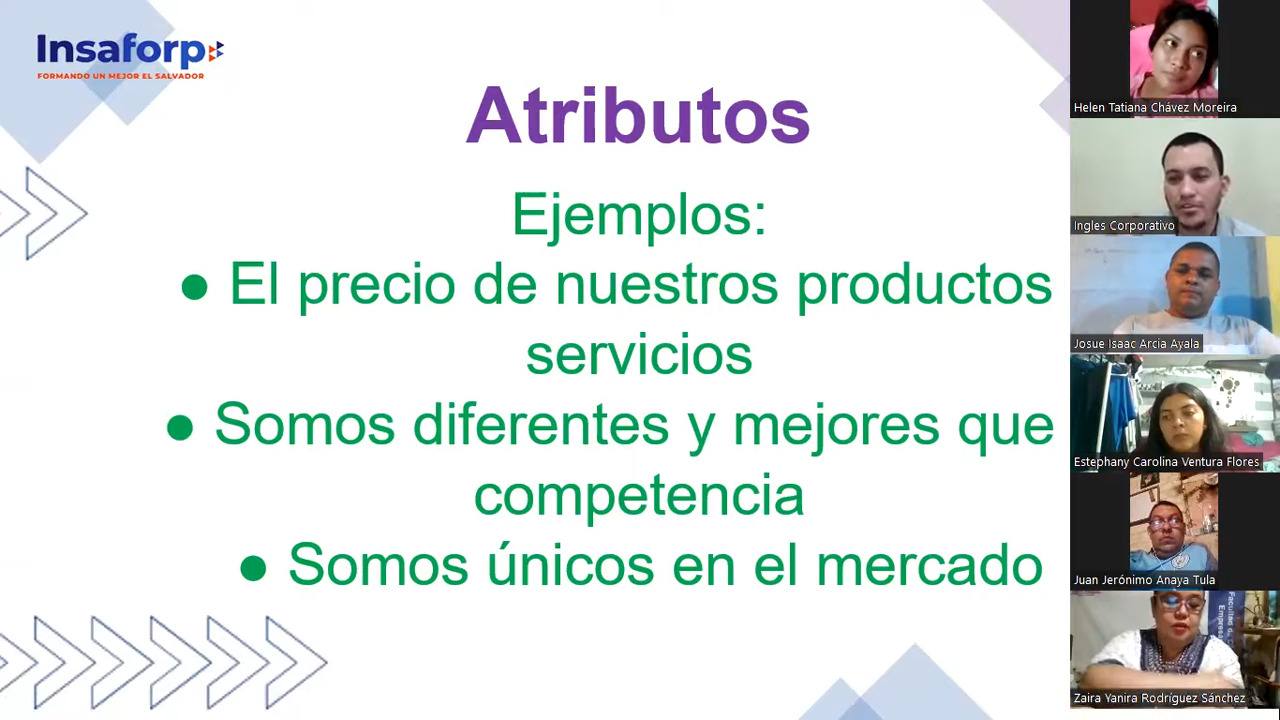 Insaforp
FORMANDO UN MEJOR EL SALVADOR
Atributos
Ejemplos:
● El precio de nuestros productos
servicios
● Somos diferentes y mejores que
competencia
● Somos únicos en el mercado
Helen Tatiana Chávez Moreira
Ingles Corporativo
Josue Isaac Arcia Ayala
Estephany Carolina Ventura Flores
Juan Jerónimo Anaya Tula
Zaira Yanira Rodríguez Sánchez